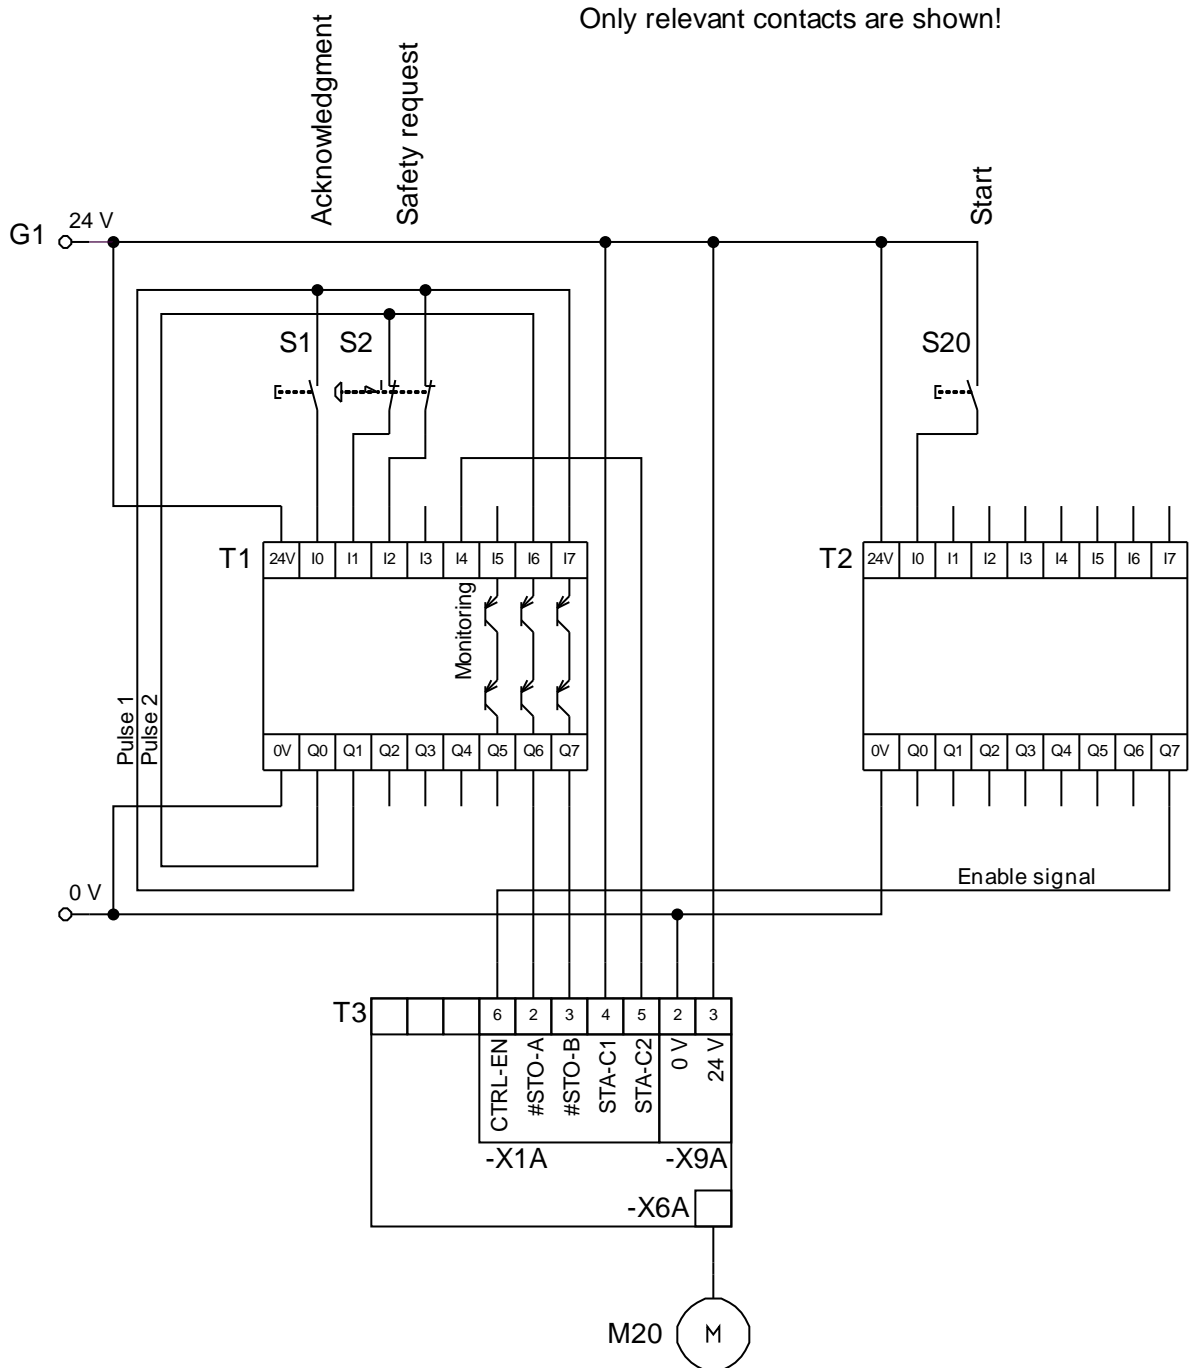 Only relevant contacts are shown!
Acknowledgment
Safety request
Start
G1
24 V
S1
S2
S20
T1
24V I0 I1 I2 I3 I4 I5 I6 I7
Monitoring
0V Q0 Q1 Q2 Q3 Q4 Q5 Q6 Q7
T2
24V I0 I1 I2 I3 I4 I5 I6 I7
0V Q0 Q1 Q2 Q3 Q4 Q5 Q6 Q7
Pulse 1
Pulse 2
Enable signal
0 V
T3
6 2 3 4 5 2 3
CTRL-EN
#STO-A
#STO-B
STA-C1
STA-C2
0 V
24 V
-X1A
-X9A
-X6A
M20
M